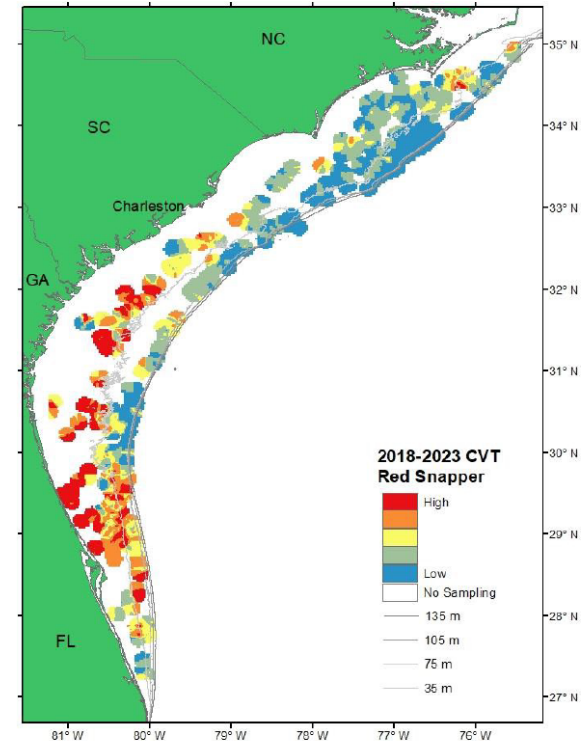 NC
SC
Charleston
GA
FL
35° N
34° N
33° N
32° N
31° N
30° N
29° N
28° N
27° N
81° W
80° W
79° W
78° W
77° W
76° W
2018-2023 CVT
Red Snapper
High
Low
No Sampling
135 m
105 m
75 m
35 m